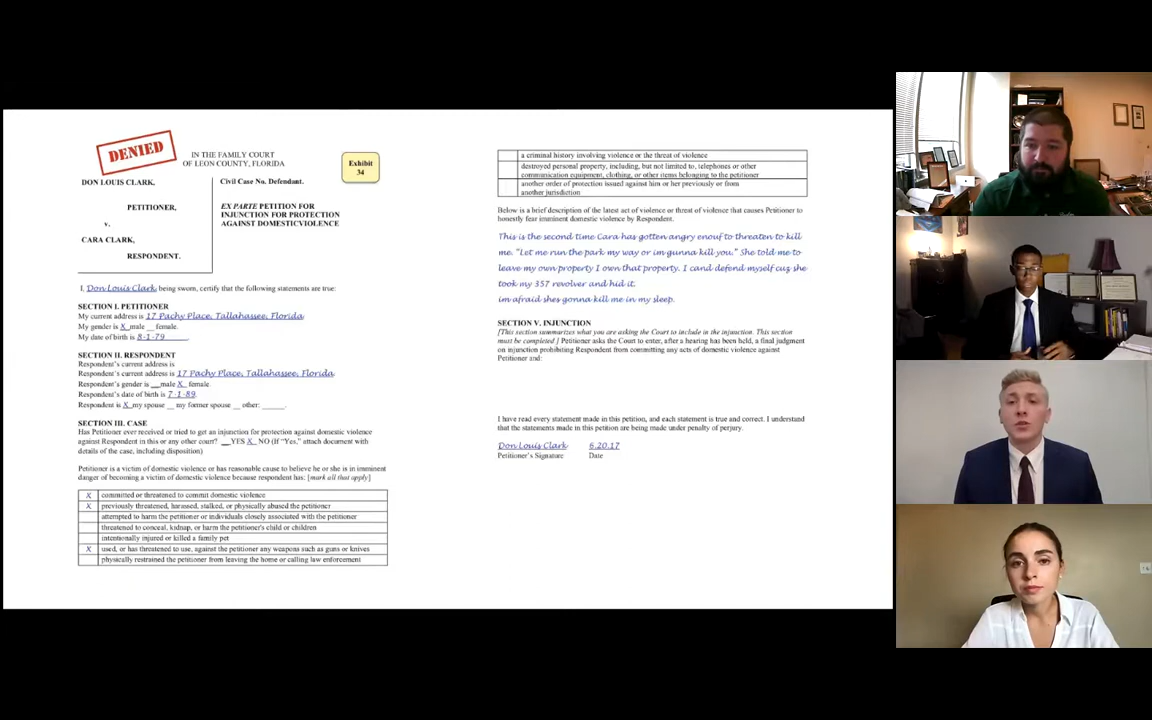 DENIED
IN THE FAMILY COURT
OF LEON COUNTY, FLORIDA
Exhibit
34
DON LOUIS CLARK,
PETITIONER,
v.
CARA CLARK,
RESPONDENT.
Civil Case No. Defendant.
EX PARTE PETITION FOR
INJUNCTION FOR PROTECTION
AGAINST DOMESTICVIOLENCE
I, Don Louis Clark being sworn, certify that the following statements are true:
SECTION I. PETITIONER
My current address is 17 Pachy Place, Tallahassee, Florida
My gender is X male __ female.
My date of birth is 8-1-79.
SECTION II. RESPONDENT
Respondent's current address is
Respondent's current address is 17 Pachy Place, Tallahassee, Florida
Respondent's gender is __male X female.
Respondent's date of birth is 7-1-89.
Respondent is X my spouse __ my former spouse __ other: ______.
SECTION III. CASE
Has Petitioner ever received or tried to get an injunction for protection against domestic violence
against Respondent in this or any other court? __YES X NO (If "Yes," attach document with
details of the case, including disposition)
Petitioner is a victim of domestic violence or has reasonable cause to believe he or she is in imminent
danger of becoming a victim of domestic violence because respondent has: [mark all that apply]
X committed or threatened to commit domestic violence
X previously threatened, harassed, stalked, or physically abused the petitioner
attempted to harm the petitioner or individuals closely associated with the petitioner
threatened to conceal, kidnap, or harm the petitioner's child or children
intentionally injured or killed a family pet
X used, or has threatened to use, against the petitioner any weapons such as guns or knives
physically restrained the petitioner from leaving the home or calling law enforcement
a criminal history involving violence or the threat of violence
destroyed personal property, including, but not limited to, telephones or other
communication equipment, clothing, or other items belonging to the petitioner
another order of protection issued against him or her previously or from
another jurisdiction
Below is a brief description of the latest act of violence or threat of violence that causes Petitioner to
honestly fear imminent domestic violence by Respondent.
This is the second time Cara has gotten angry enouf to threaten to kill
me. "Let me run the park my way or im gunna kill you." She told me to
leave my own property I own that property. I cand defend myself cuz she
took my 357 revolver and hid it.
im afraid shes gonna kill me in my sleep.
SECTION V. INJUNCTION
[This section summarizes what you are asking the Court to include in the injunction. This section
must be completed.] Petitioner asks the Court to enter, after a hearing has been held, a final judgment
on injunction prohibiting Respondent from committing any acts of domestic violence against
Petitioner and:
I have read every statement made in this petition, and each statement is true and correct. I understand
that the statements made in this petition are being made under penalty of perjury.
Don Louis Clark 6.20.17
Petitioner's Signature Date